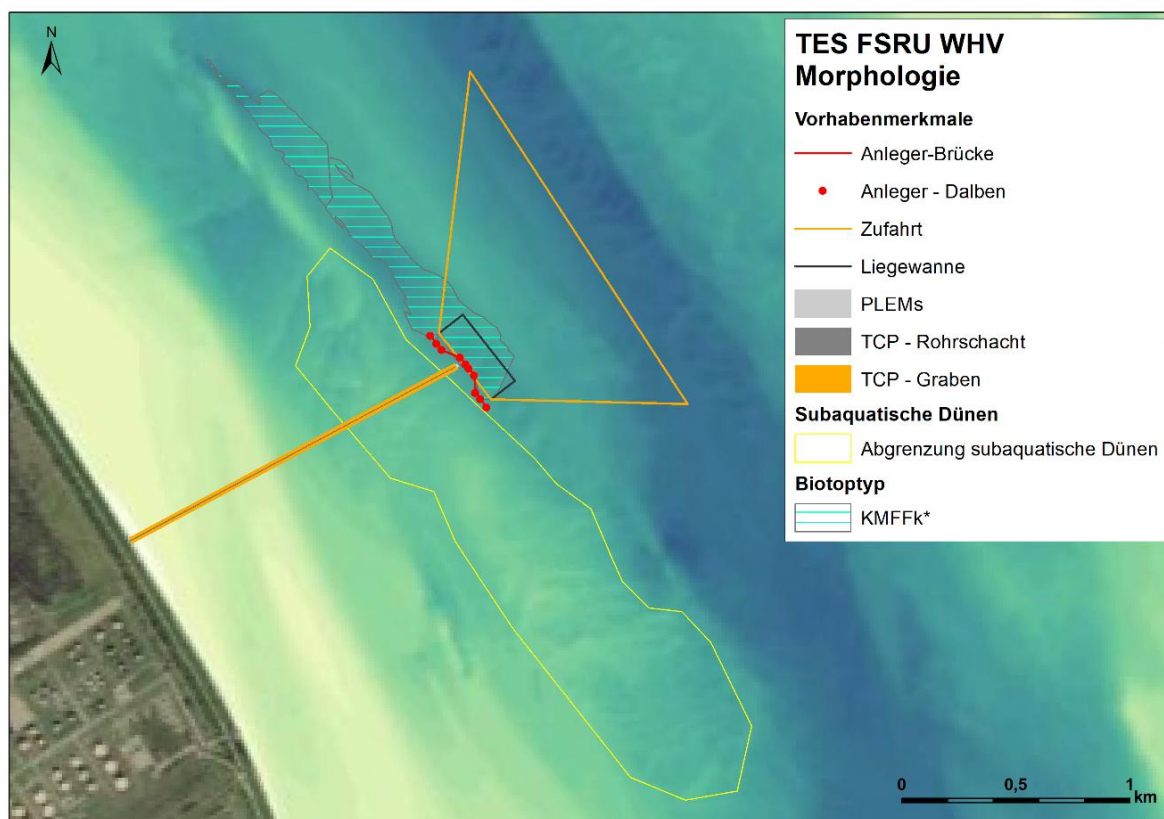 N
TES FSRU WHV
Morphologie
Vorhabenmerkmale
Anleger-Brücke
Anleger - Dalben
Zufahrt
Liegewanne
PLEMs
TCP - Rohrschacht
TCP - Graben
Subaquatische Dünen
Abgrenzung subaquatische Dünen
Biotoptyp
KMFFk*
0 0,5 1
km